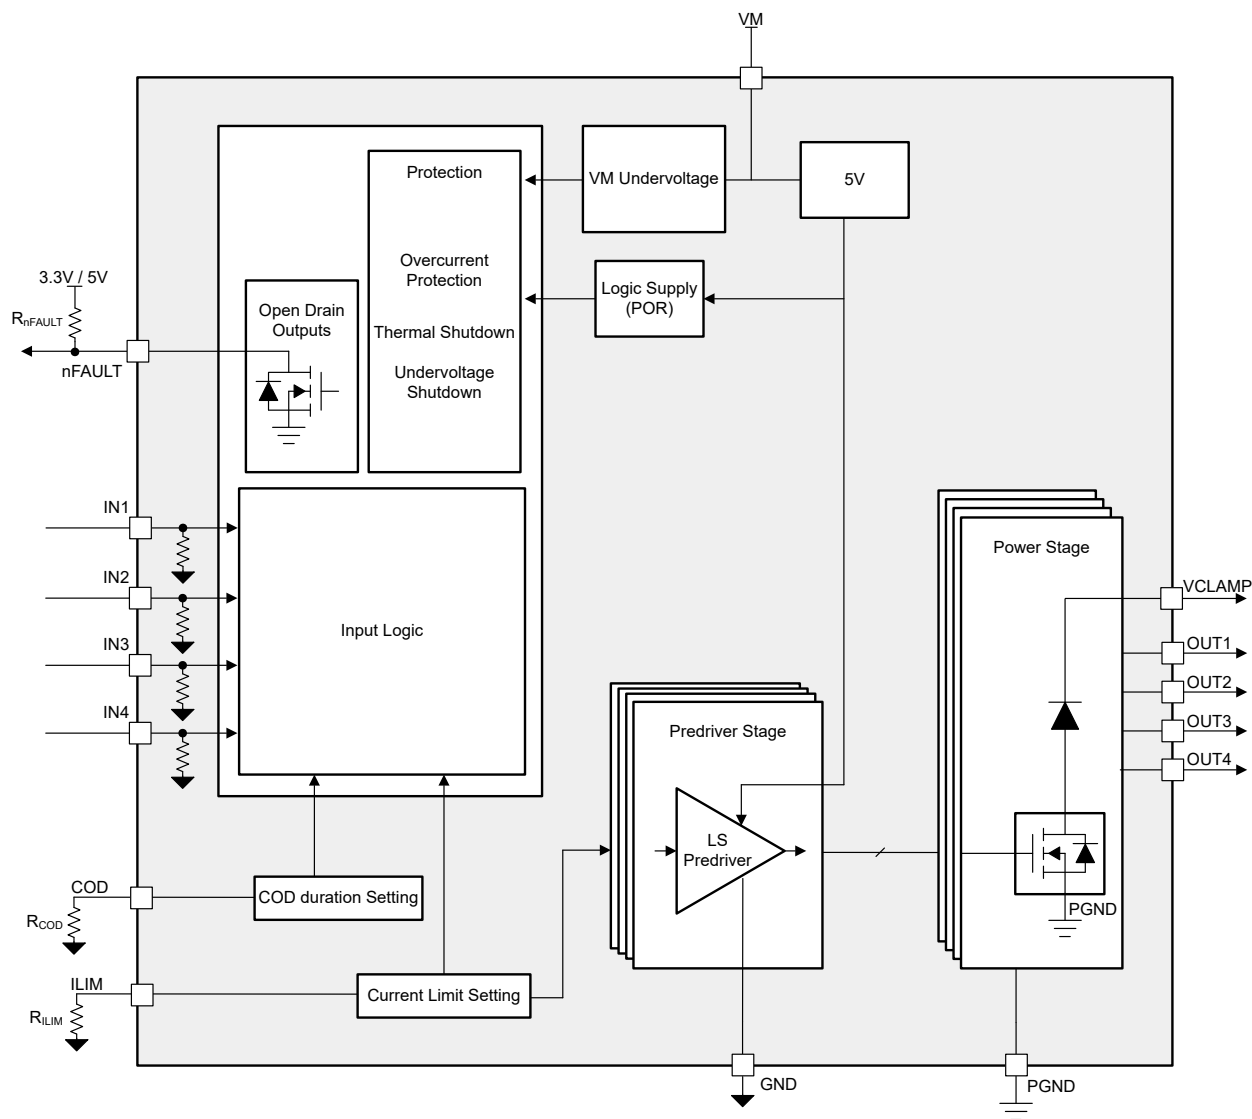 VM
Protection
VM Undervoltage
5V
Overcurrent
Protection
Logic Supply
(POR)
3.3V / 5V
RnFAULT
Open Drain
Outputs
Thermal Shutdown
nFAULT
Undervoltage
Shutdown
IN1
Power Stage
IN2
VCLAMP
Input Logic
IN3
OUT1
OUT2
IN4
OUT3
Predriver Stage
OUT4
LS
Predriver
COD
COD duration Setting
RCOD
PGND
ILIM
Current Limit Setting
RILIM
GND
PGND